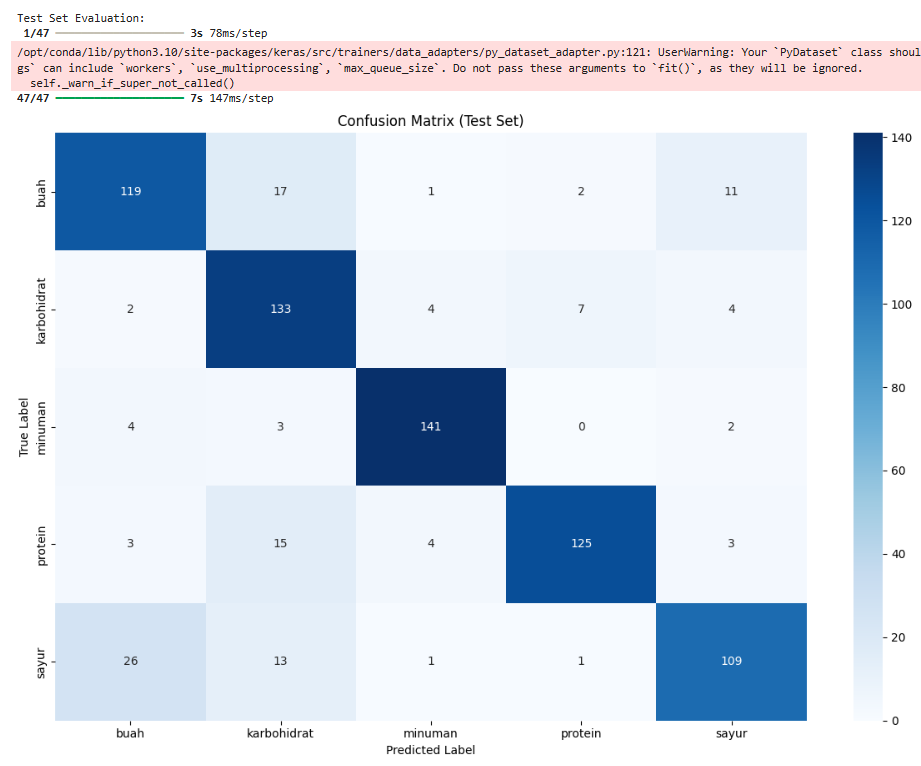 Test Set Evaluation:
1/47 3s 78ms/step
/opt/conda/lib/python3.10/site-packages/keras/src/trainers/data_adapters/py_dataset_adapter.py:121: UserWarning: Your `PyDataset` class shoul
gs` can include `workers`, `use_multiprocessing`, `max_queue_size`. Do not pass these arguments to `fit()`, as they will be ignored.
self._warn_if_super_not_called()
47/47 7s 147ms/step
Confusion Matrix (Test Set)
buah 119 17 1 2 11
karbohidrat 2 133 4 7 4
minuman 4 3 141 0 2
protein 3 15 4 125 3
sayur 26 13 1 1 109
buah karbohidrat minuman protein sayur
Predicted Label
True Label
140
120
100
80
60
40
20
0